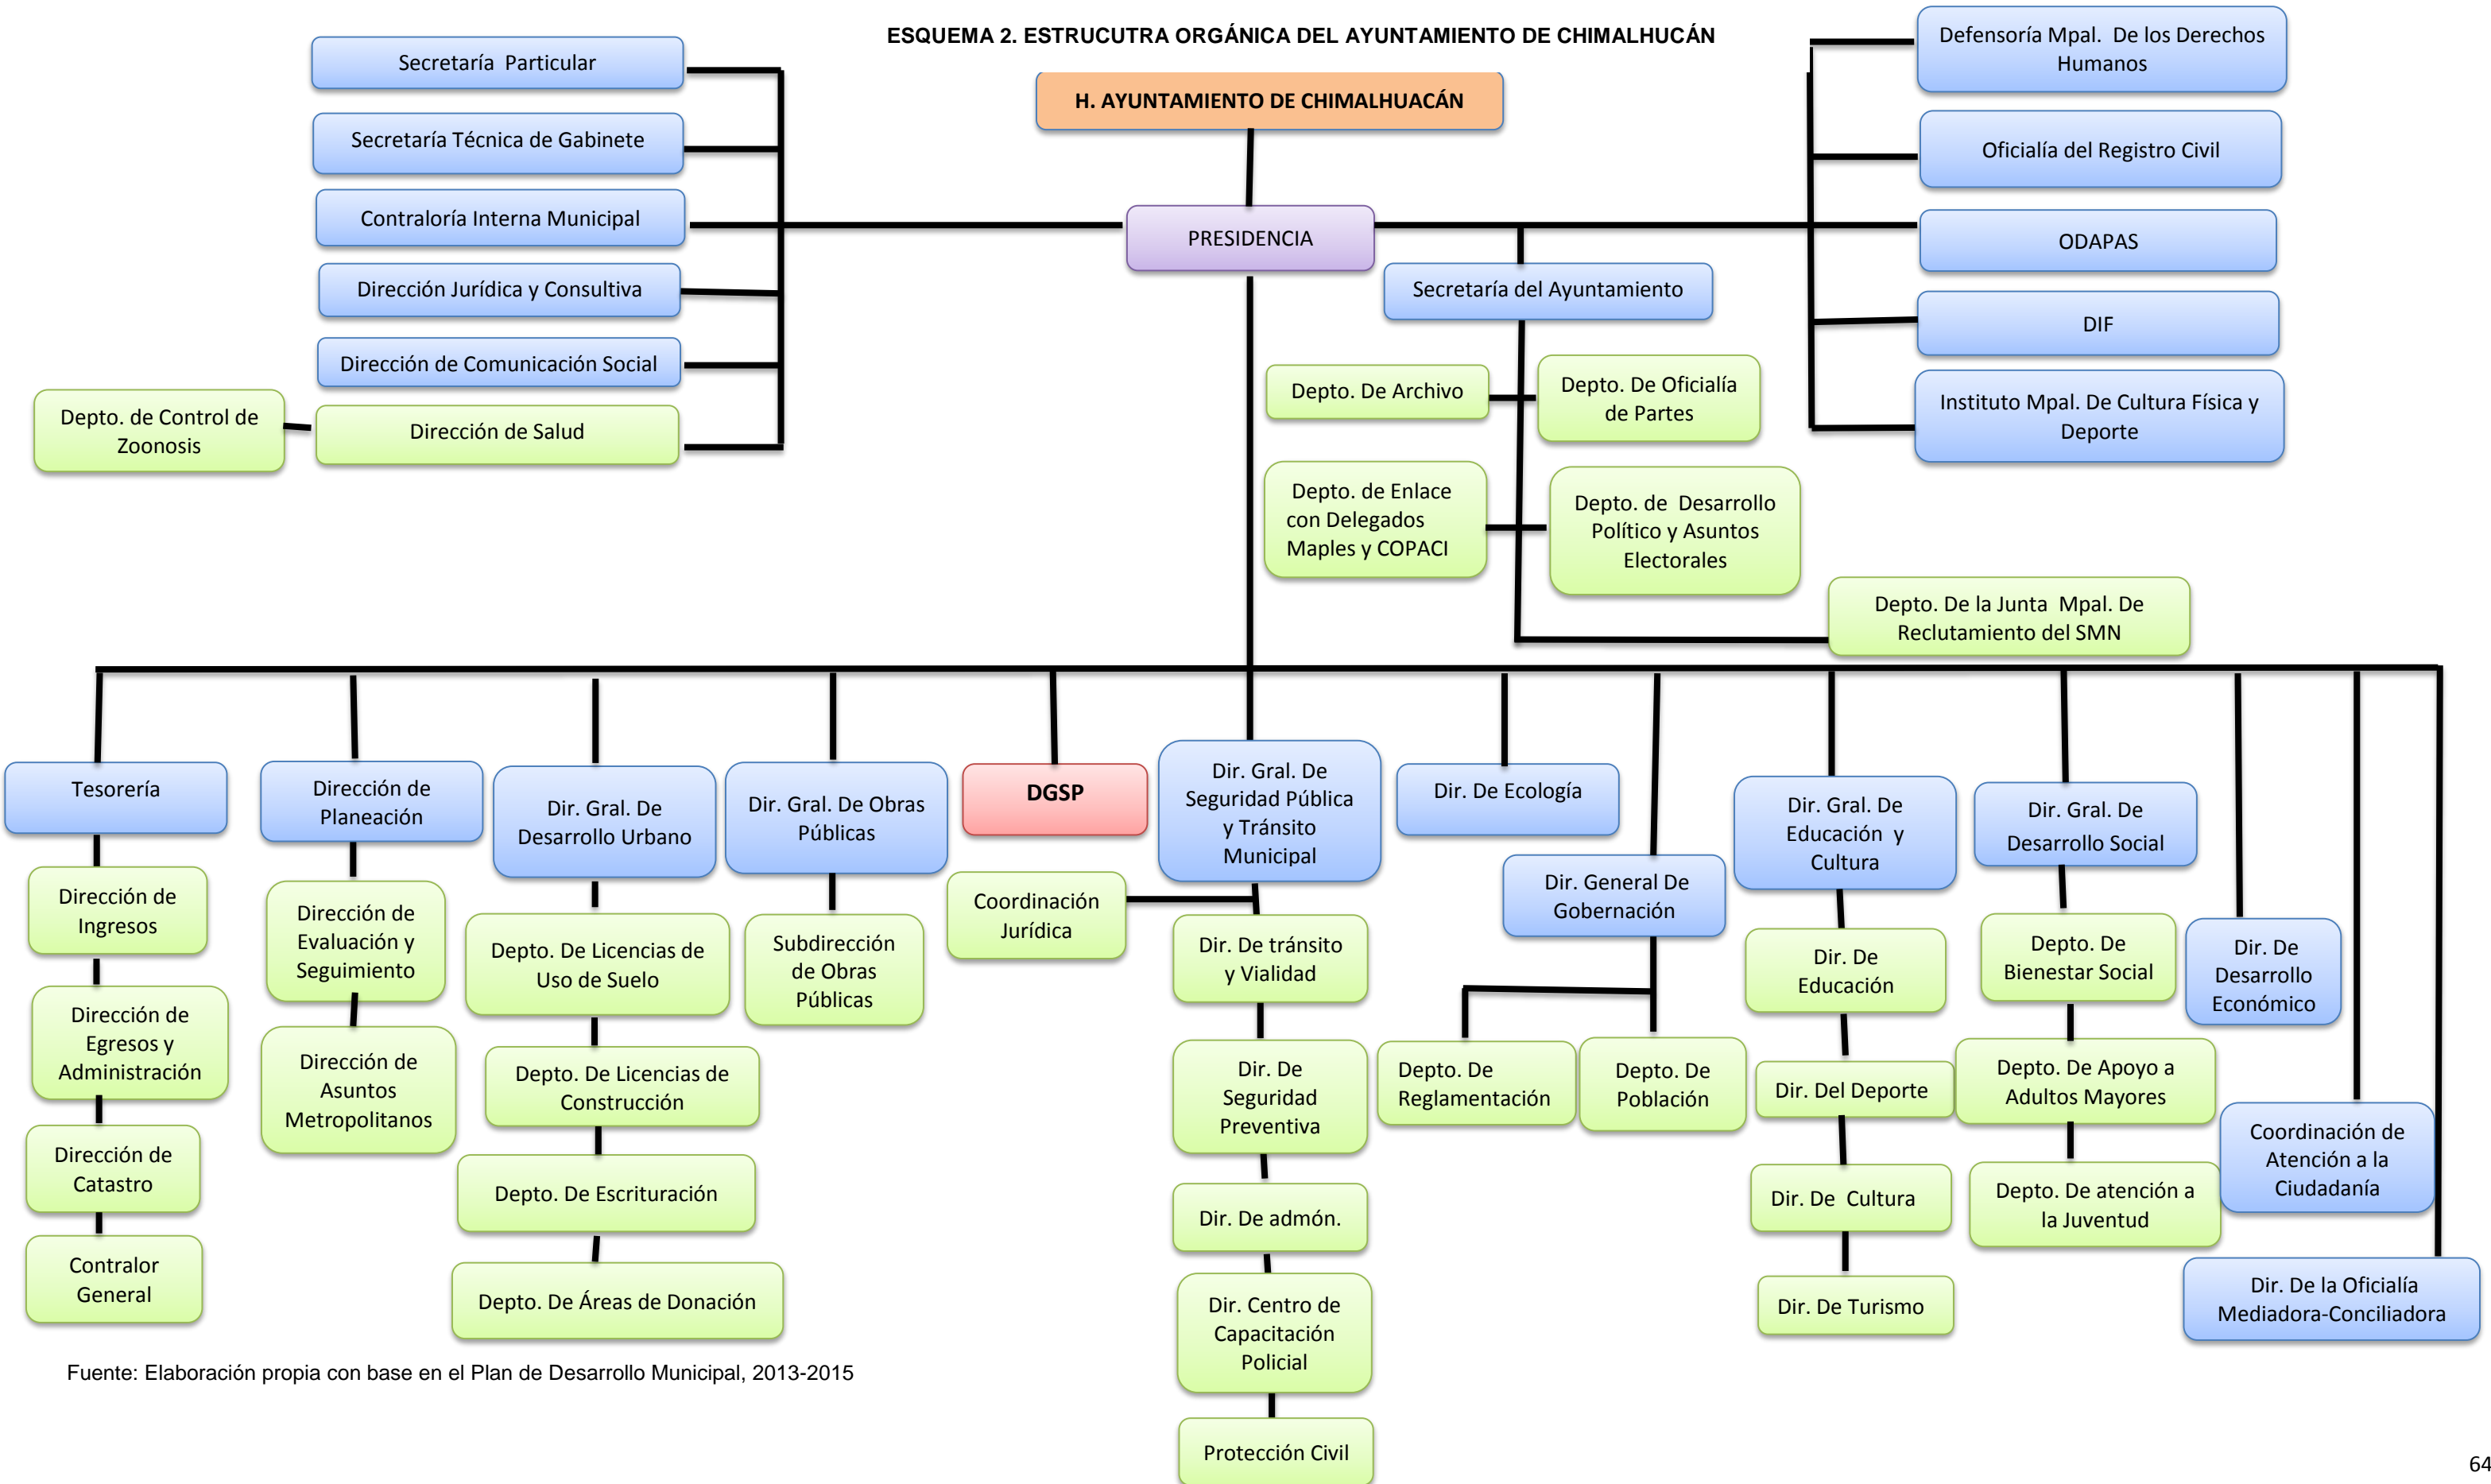 ESQUEMA 2. ESTRUCUTRA ORGÁNICA DEL AYUNTAMIENTO DE CHIMALHUCÁN
H. AYUNTAMIENTO DE CHIMALHUACÁN
PRESIDENCIA
Secretaría Particular
Secretaría Técnica de Gabinete
Contraloría Interna Municipal
Dirección Jurídica y Consultiva
Dirección de Comunicación Social
Dirección de Salud
Depto. de Control de
Zoonosis
Defensoría Mpal. De los Derechos
Humanos
Oficialía del Registro Civil
ODAPAS
DIF
Instituto Mpal. De Cultura Física y
Deporte
Secretaría del Ayuntamiento
Depto. De Archivo
Depto. De Oficialía
de Partes
Depto. de Enlace
con Delegados
Maples y COPACI
Depto. de Desarrollo
Político y Asuntos
Electorales
Depto. De la Junta Mpal. De
Reclutamiento del SMN
Tesorería
Dirección de
Ingresos
Dirección de
Egresos y
Administración
Dirección de
Catastro
Contralor
General
Dirección de
Planeación
Dirección de
Evaluación y
Seguimiento
Dirección de
Asuntos
Metropolitanos
Dir. Gral. De
Desarrollo Urbano
Depto. De Licencias de
Uso de Suelo
Depto. De Licencias de
Construcción
Depto. De Escrituración
Depto. De Áreas de Donación
Dir. Gral. De Obras
Públicas
Subdirección
de Obras
Públicas
DGSP
Dir. Gral. De
Seguridad Pública
y Tránsito
Municipal
Coordinación
Jurídica
Dir. De tránsito
y Vialidad
Dir. De
Seguridad
Preventiva
Dir. De admón.
Dir. Centro de
Capacitación
Policial
Protección Civil
Dir. De Ecología
Dir. General De
Gobernación
Depto. De
Reglamentación
Depto. De
Población
Dir. Gral. De
Educación y
Cultura
Dir. De
Educación
Dir. Del Deporte
Dir. De Cultura
Dir. De Turismo
Dir. Gral. De
Desarrollo Social
Depto. De
Bienestar Social
Depto. De Apoyo a
Adultos Mayores
Depto. De atención a
la Juventud
Dir. De
Desarrollo
Económico
Coordinación de
Atención a la
Ciudadanía
Dir. De la Oficialía
Mediadora-Conciliadora
Fuente: Elaboración propia con base en el Plan de Desarrollo Municipal, 2013-2015
64